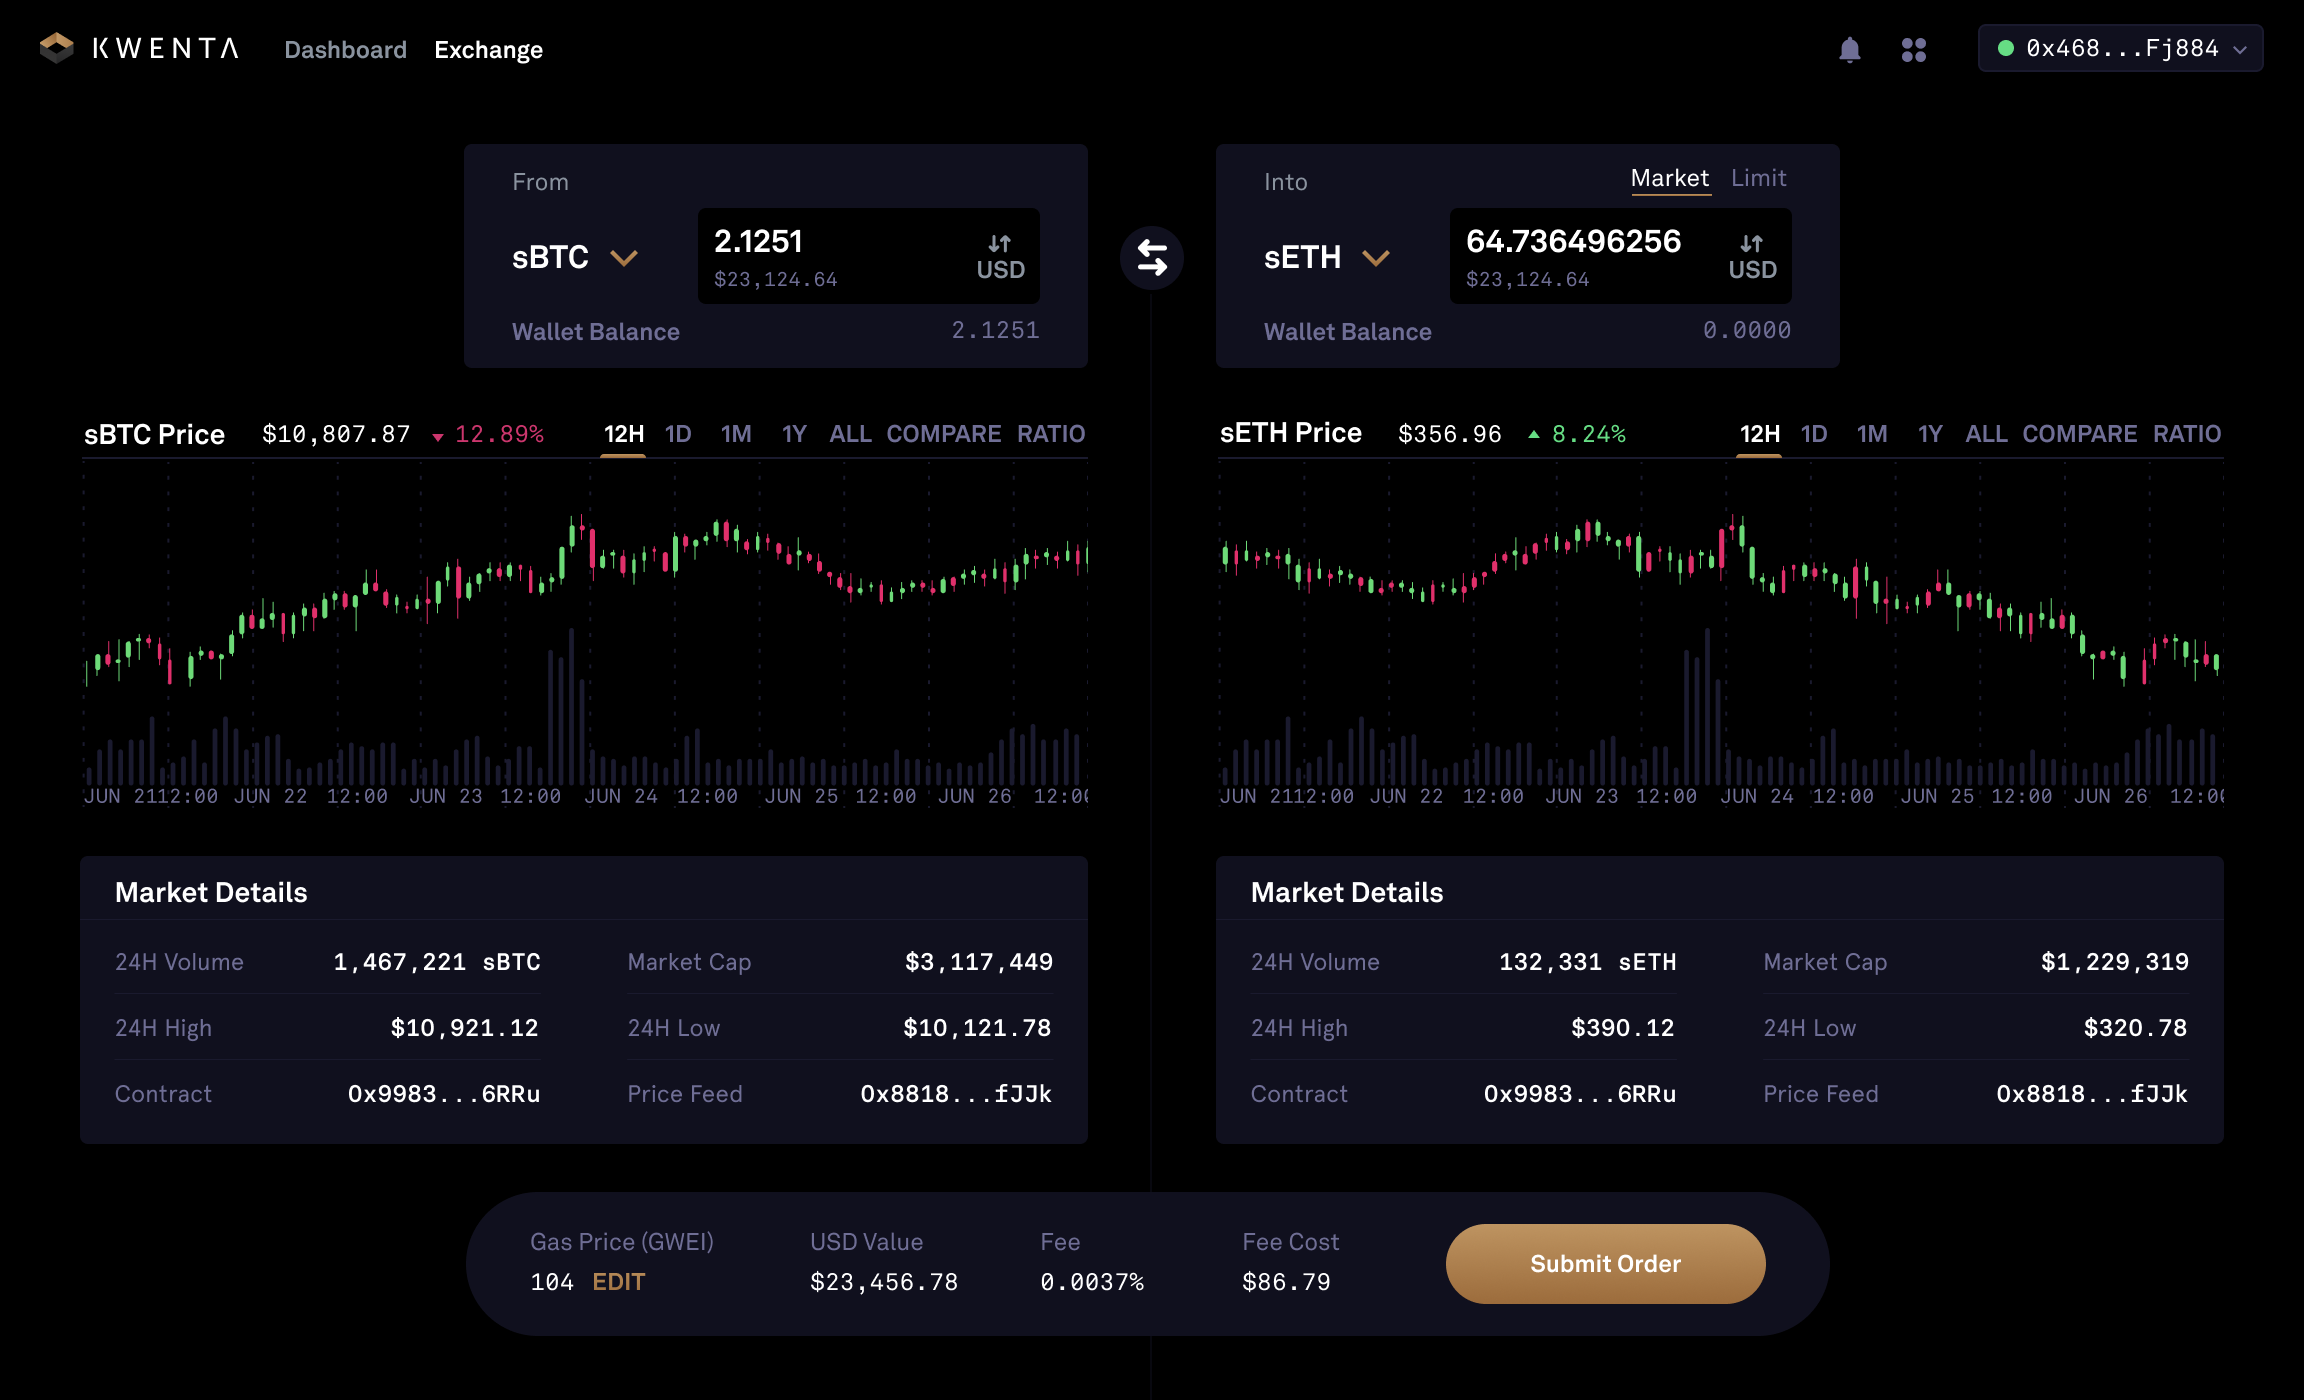 KWENTA Dashboard Exchange 0x468...Fj884
From
sBTC 2.1251 USD
$23,124.64
Wallet Balance 2.1251
Into Market Limit
sETH 64.736496256 USD
$23,124.64
Wallet Balance 0.0000
sBTC Price $10,807.87 12.89% 12H 1D 1M 1Y ALL COMPARE RATIO
JUN 21 12:00 JUN 22 12:00 JUN 23 12:00 JUN 24 12:00 JUN 25 12:00 JUN 26 12:00
sETH Price $356.96 8.24% 12H 1D 1M 1Y ALL COMPARE RATIO
JUN 21 12:00 JUN 22 12:00 JUN 23 12:00 JUN 24 12:00 JUN 25 12:00 JUN 26 12:00
Market Details
24H Volume 1,467,221 sBTC Market Cap $3,117,449
24H High $10,921.12 24H Low $10,121.78
Contract 0x9983...6RRu Price Feed 0x8818...fJJk
Market Details
24H Volume 132,331 sETH Market Cap $1,229,319
24H High $390.12 24H Low $320.78
Contract 0x9983...6RRu Price Feed 0x8818...fJJk
Gas Price (GWEI) USD Value Fee Fee Cost
104 EDIT $23,456.78 0.0037% $86.79
Submit Order